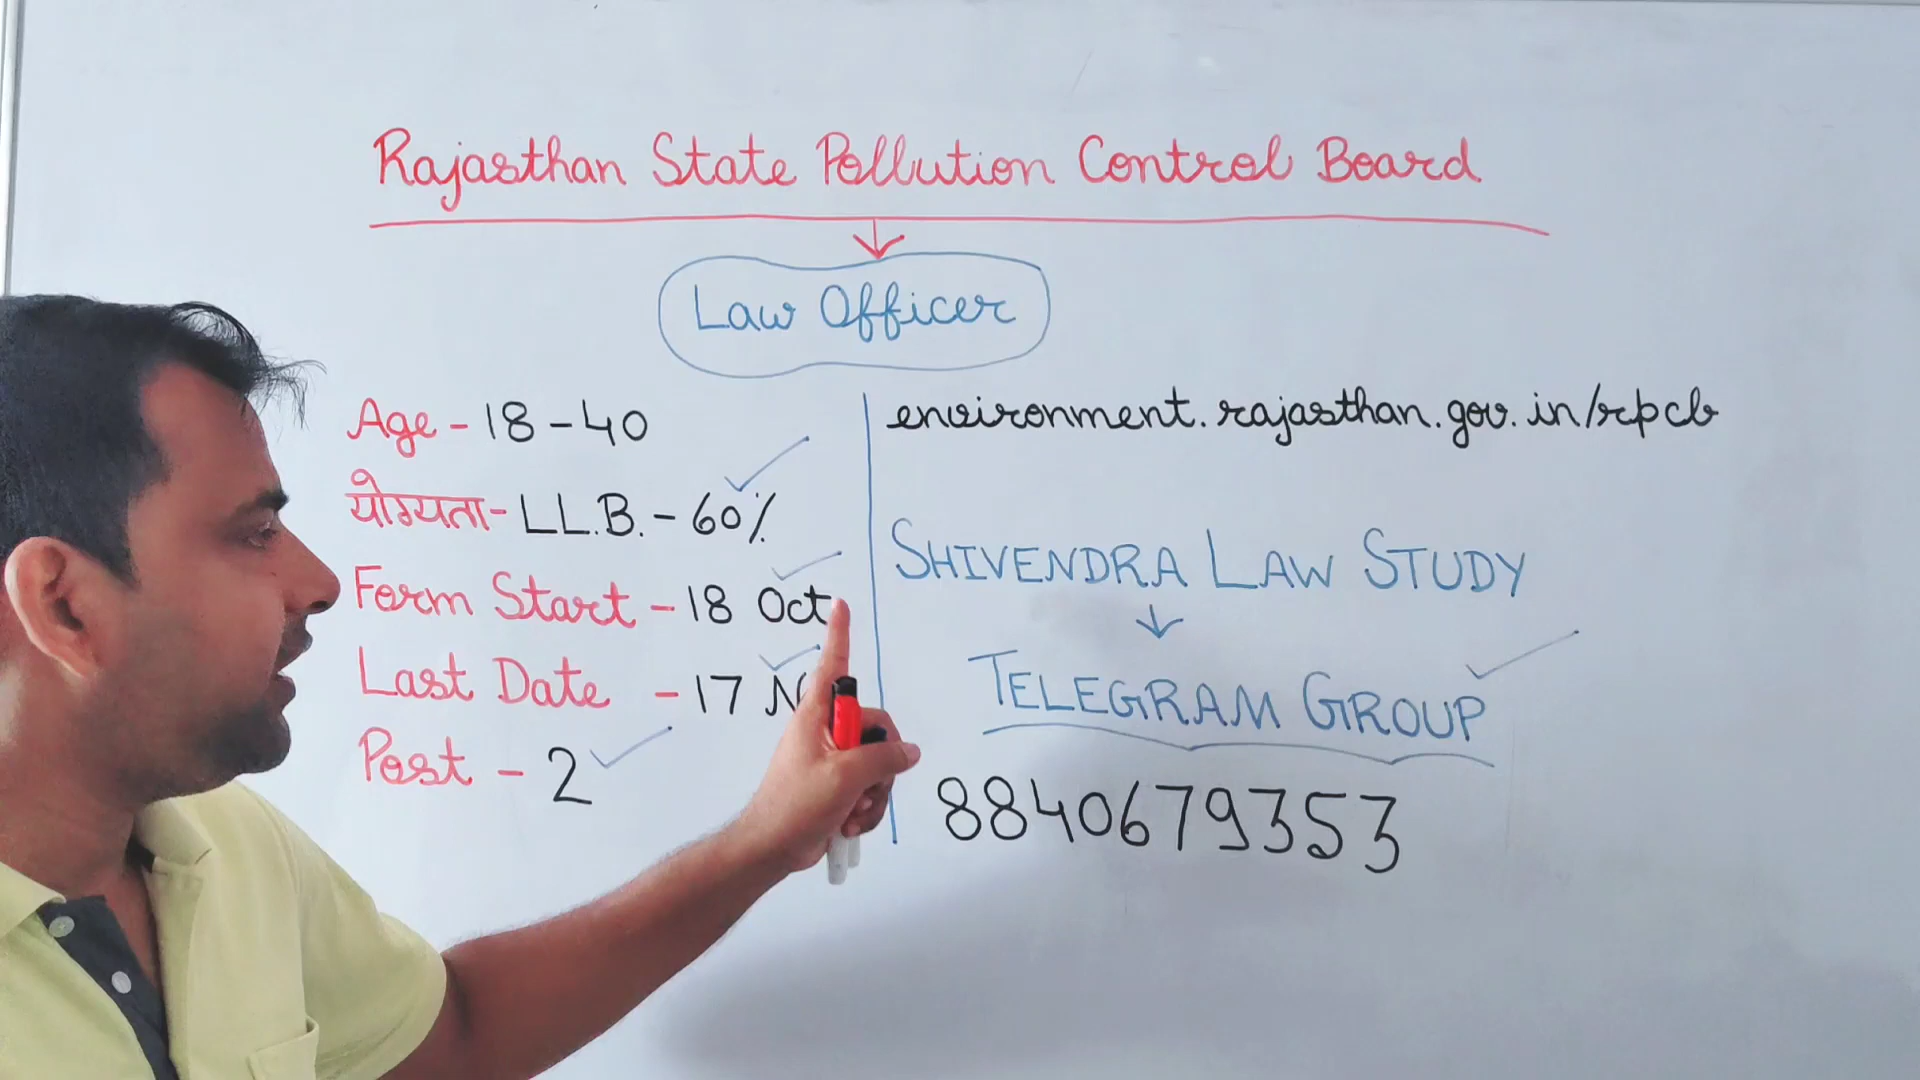 Rajasthan State Pollution Control Board
Law Officer
Age - 18 - 40
योग्यता - LL.B. - 60%
Form Start - 18 Oct
Last Date - 17
Post - 2
environment.rajasthan.gov.in/rpcb
SHIVENDRA LAW STUDY
TELEGRAM GROUP
8840679353